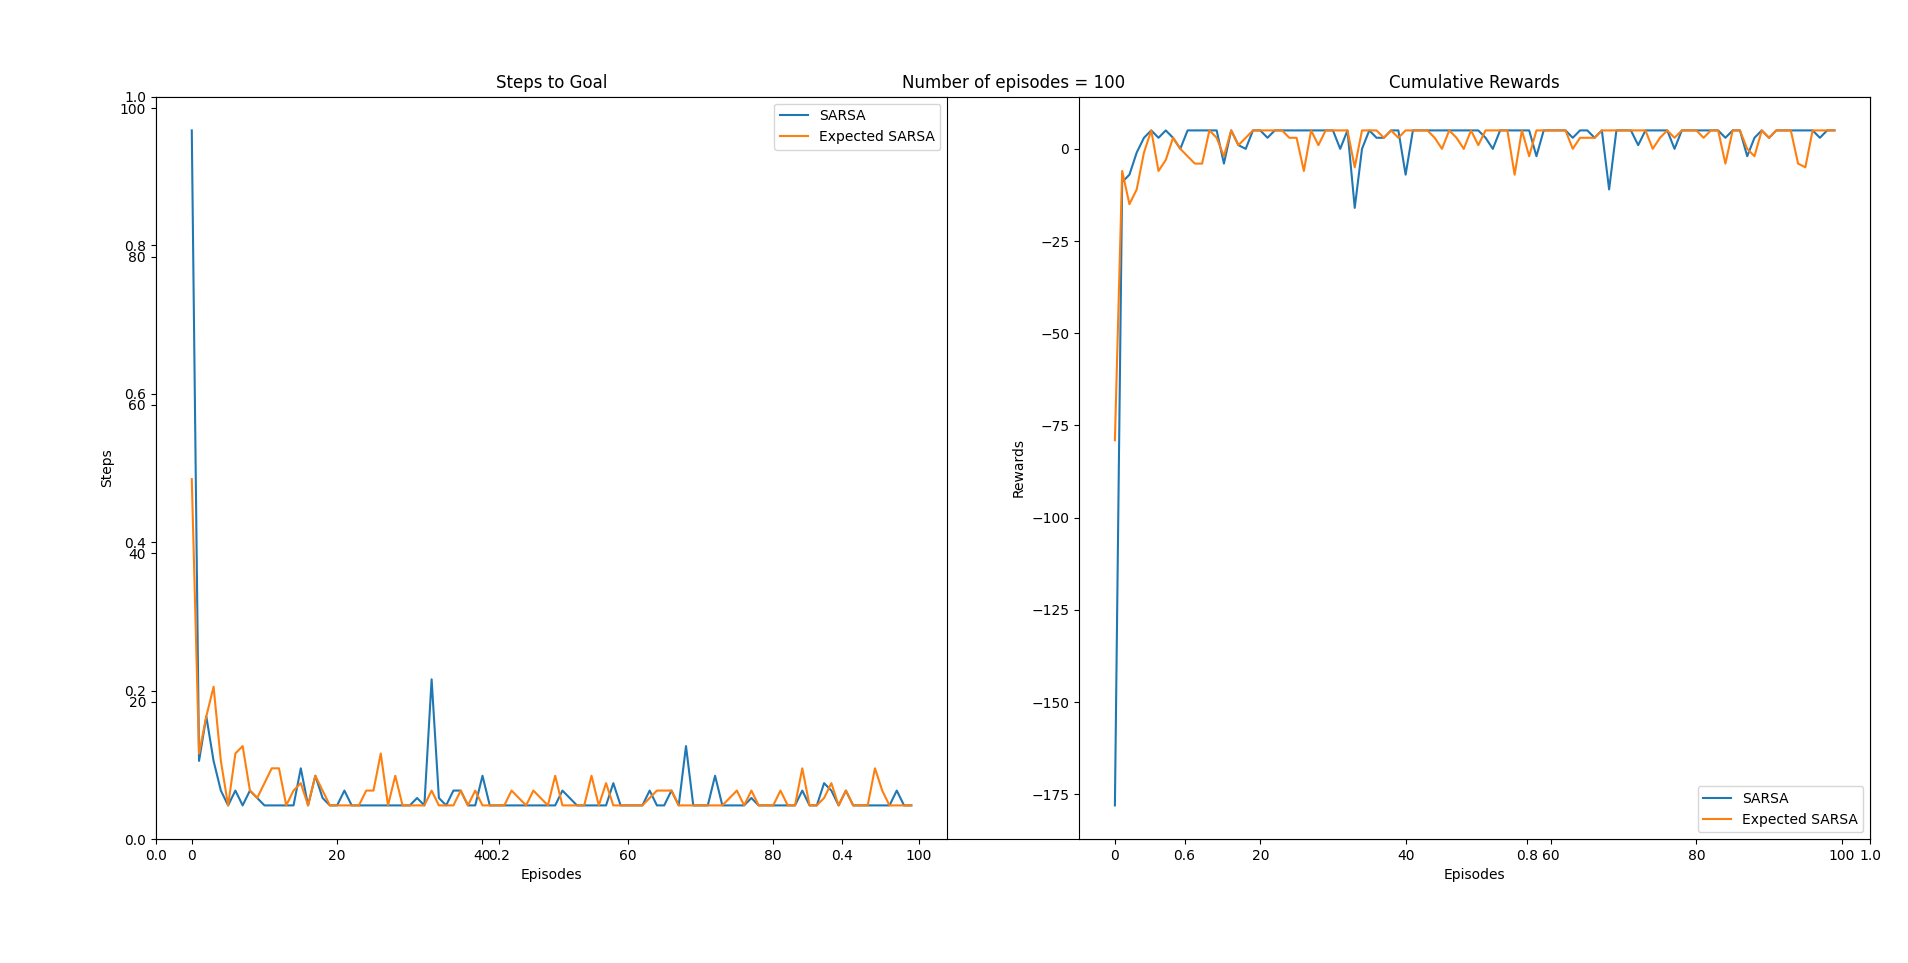 Steps to Goal
Number of episodes = 100
Cumulative Rewards
SARSA
Expected SARSA
1.0
100
0.8
80
0.6
60
0.4
40
0.2
20
0.0
Steps
0.0 0 20 40 0.2 60 80 0.4 100
Episodes
0
−25
−50
−75
−100
−125
−150
−175
Rewards
SARSA
Expected SARSA
0 0.6 20 40 0.8 60 80 100 1.0
Episodes